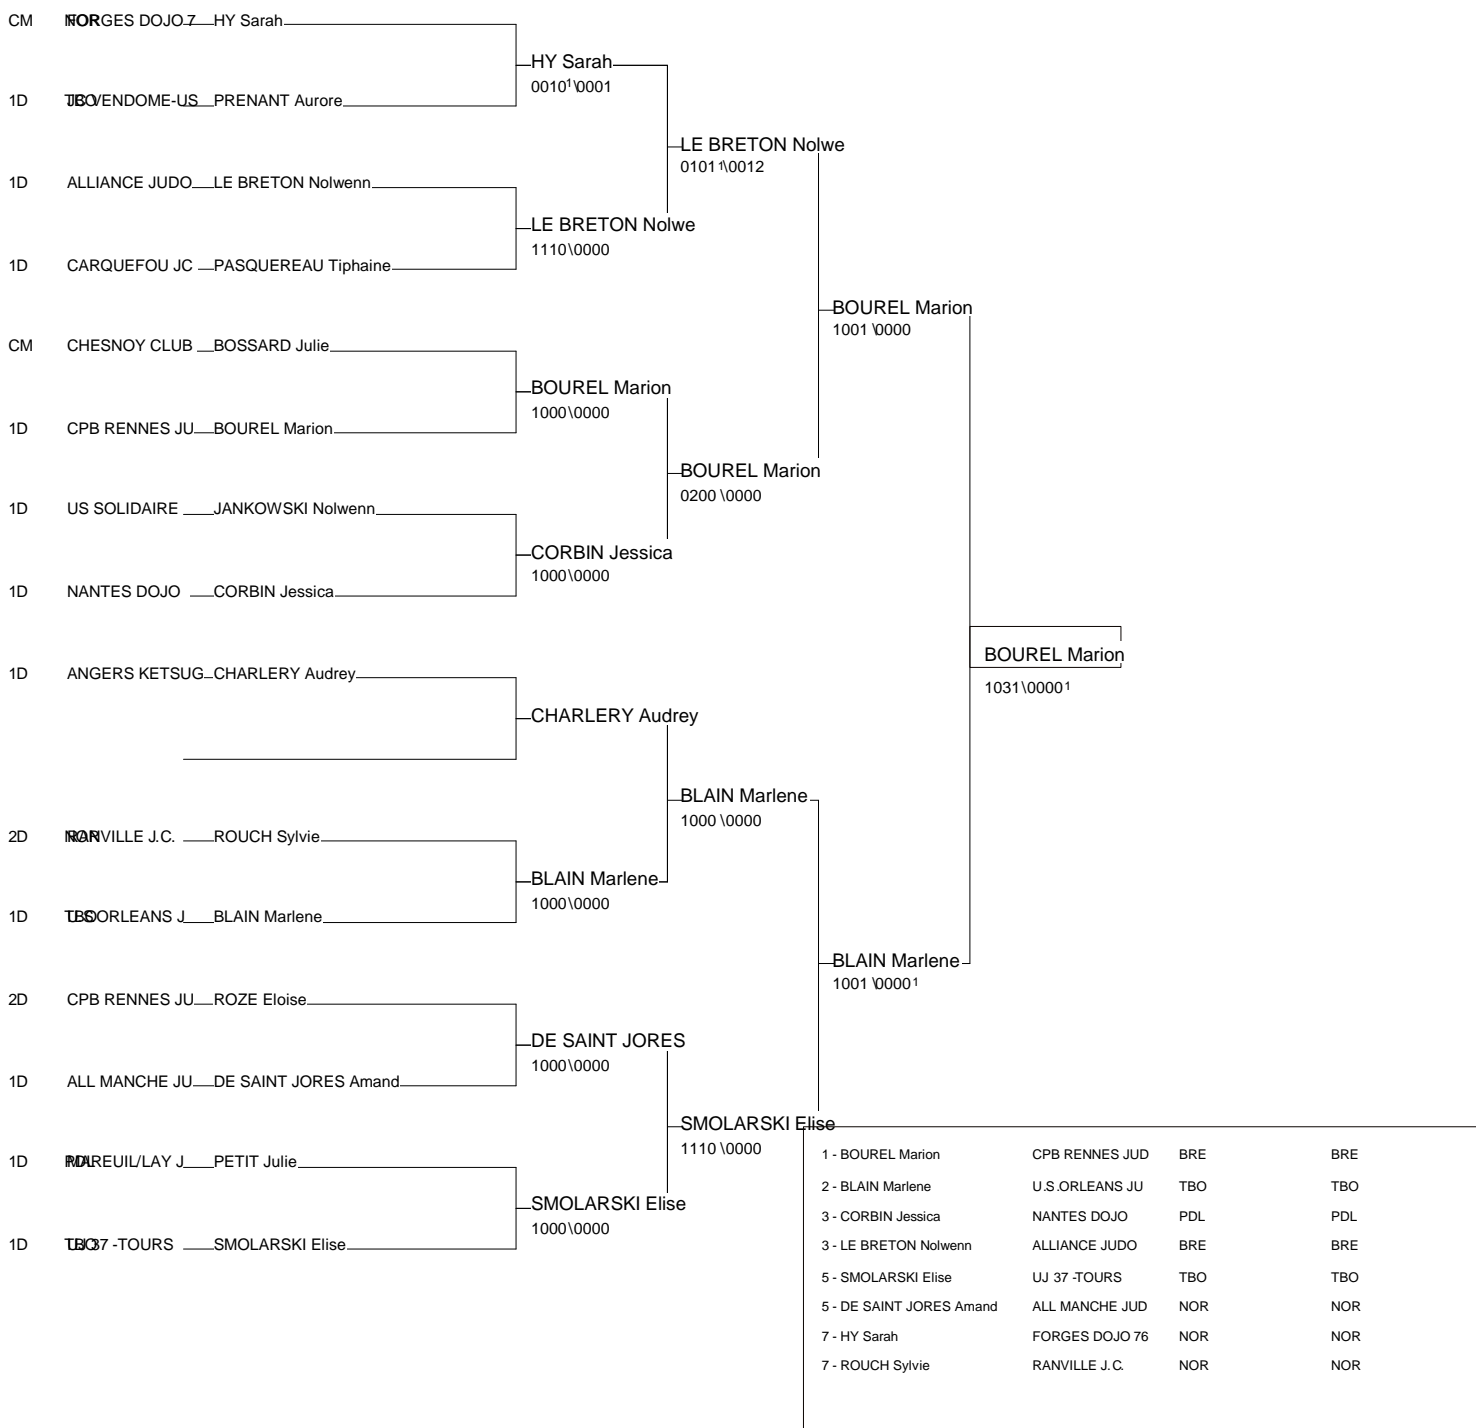 CM FORGES DOJO 7 HY Sarah
HY Sarah
0010¹\0001
1D JC VENDOME-US PRENANT Aurore
LE BRETON Nolwe
0101¹\0012
1D ALLIANCE JUDO LE BRETON Nolwenn
LE BRETON Nolwe
1110\0000
1D CARQUEFOU JC PASQUEREAU Tiphaine
BOUREL Marion
1001\0000
CM CHESNOY CLUB BOSSARD Julie
BOUREL Marion
1000\0000
1D CPB RENNES JU BOUREL Marion
BOUREL Marion
0200\0000
1D US SOLIDAIRE JANKOWSKI Nolwenn
CORBIN Jessica
1000\0000
1D NANTES DOJO CORBIN Jessica
BOUREL Marion
1031\0000¹
1D ANGERS KETSUG CHARLERY Audrey
CHARLERY Audrey
BLAIN Marlene
1000\0000
2D RANVILLE J.C. ROUCH Sylvie
BLAIN Marlene
1000\0000
1D U.S.ORLEANS J BLAIN Marlene
BLAIN Marlene
1001\0000¹
2D CPB RENNES JU ROZE Eloise
DE SAINT JORES
1000\0000
1D ALL MANCHE JU DE SAINT JORES Amand
SMOLARSKI Elise
1110\0000
1D MAREUIL/LAY J PETIT Julie
SMOLARSKI Elise
1000\0000
1D UJ 37 -TOURS SMOLARSKI Elise
1 - BOUREL Marion CPB RENNES JUD BRE BRE
2 - BLAIN Marlene U.S.ORLEANS JU TBO TBO
3 - CORBIN Jessica NANTES DOJO PDL PDL
3 - LE BRETON Nolwenn ALLIANCE JUDO BRE BRE
5 - SMOLARSKI Elise UJ 37 -TOURS TBO TBO
5 - DE SAINT JORES Amand ALL MANCHE JUD NOR NOR
7 - HY Sarah FORGES DOJO 76 NOR NOR
7 - ROUCH Sylvie RANVILLE J.C. NOR NOR